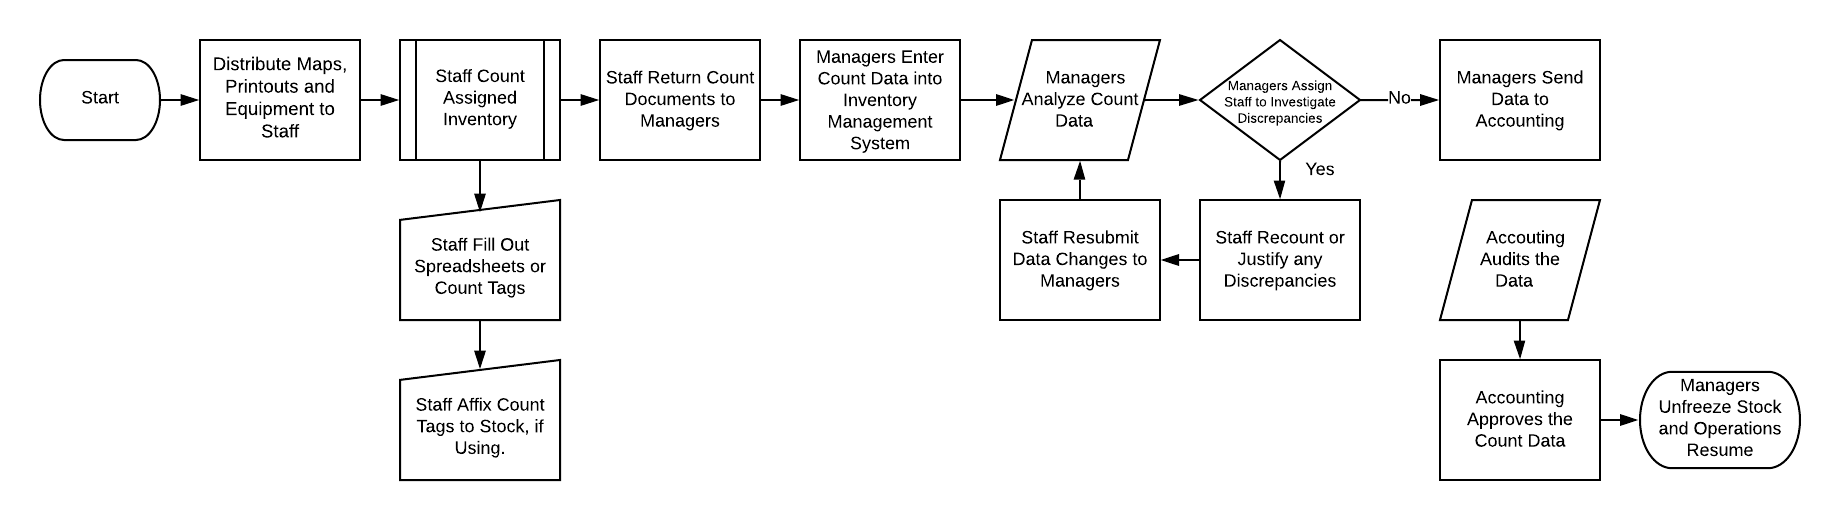 Start
Distribute Maps,
Printouts and
Equipment to
Staff
Staff Count
Assigned
Inventory
Staff Return Count
Documents to
Managers
Managers Enter
Count Data into
Inventory
Management
System
Managers
Analyze Count
Data
Managers Assign
Staff to Investigate
Discrepancies
No
Managers Send
Data to
Accounting
Yes
Staff Fill Out
Spreadsheets or
Count Tags
Staff Resubmit
Data Changes to
Managers
Staff Recount or
Justify any
Discrepancies
Accouting
Audits the
Data
Staff Affix Count
Tags to Stock, if
Using.
Accounting
Approves the
Count Data
Managers
Unfreeze Stock
and Operations
Resume